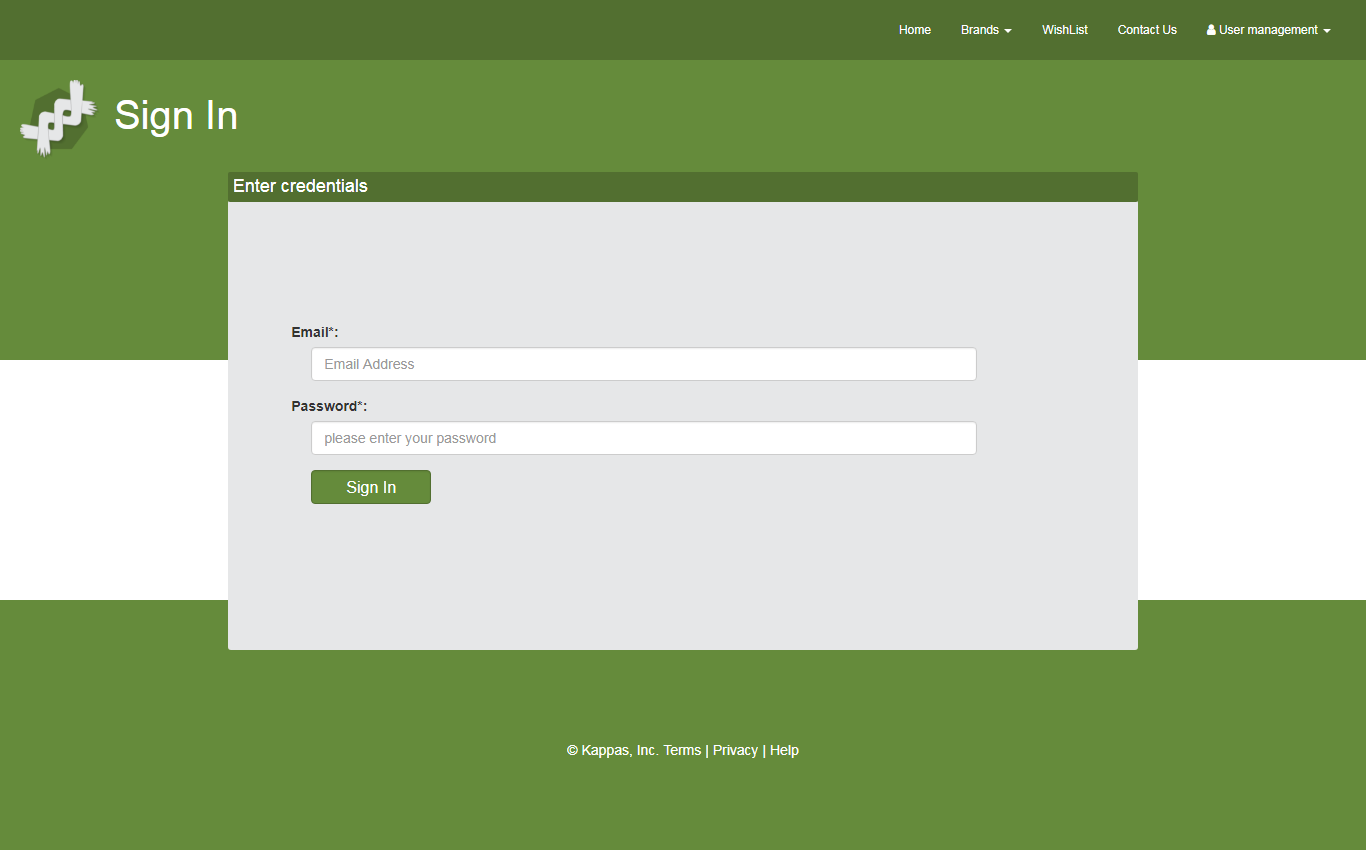 Home Brands WishList Contact Us User management
Sign In
Enter credentials
Email*:
Email Address
Password*:
please enter your password
Sign In
© Kappas, Inc. Terms | Privacy | Help